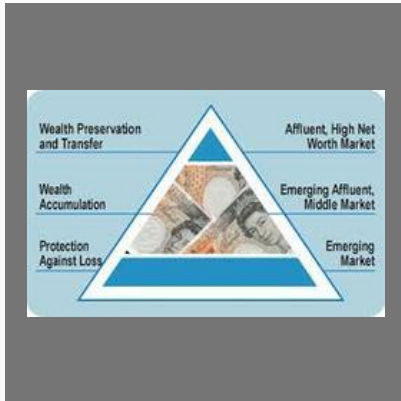 Wealth Preservation
and Transfer
Affluent, High Net
Worth Market
Wealth
Accumulation
Emerging Affluent,
Middle Market
Protection
Against Loss
Emerging
Market